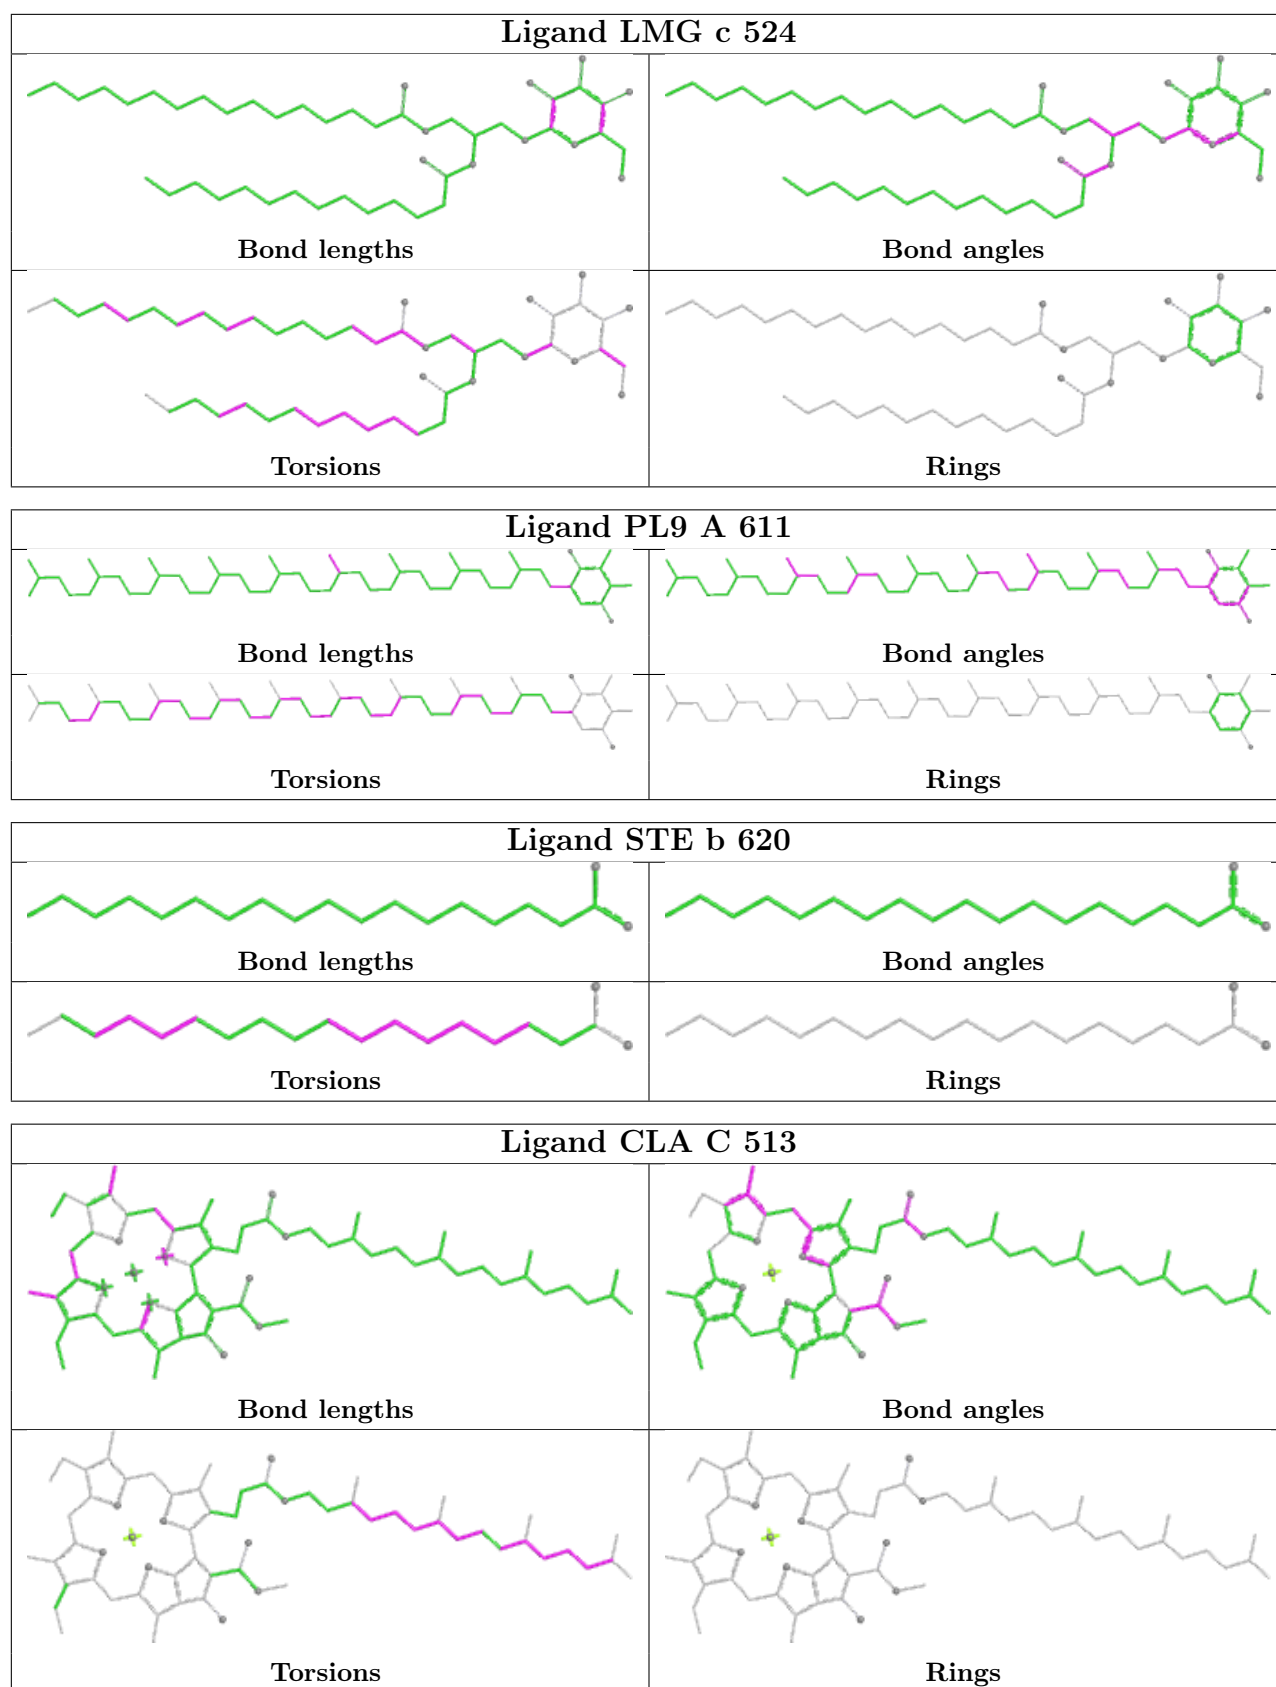 Ligand LMG c 524
Bond lengths
Bond angles
Torsions
Rings
Ligand PL9 A 611
Bond lengths
Bond angles
Torsions
Rings
Ligand STE b 620
Bond lengths
Bond angles
Torsions
Rings
Ligand CLA C 513
Bond lengths
Bond angles
Torsions
Rings